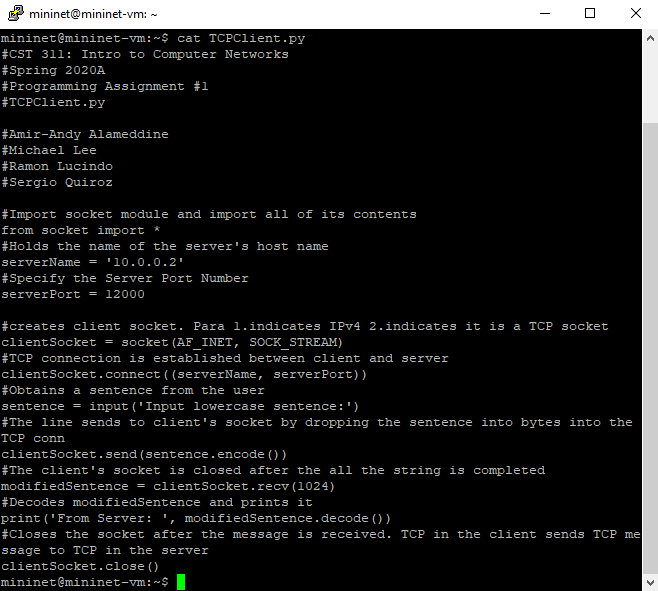 mininet@mininet-vm: ~
mininet@mininet-vm:~$ cat TCPClient.py
#CST 311: Intro to Computer Networks
#Spring 2020A
#Programming Assignment #1
#TCPClient.py
#Amir-Andy Alameddine
#Michael Lee
#Ramon Lucindo
#Sergio Quiroz
#Import socket module and import all of its contents
from socket import *
#Holds the name of the server's host name
serverName = '10.0.0.2'
#Specify the Server Port Number
serverPort = 12000
#creates client socket. Para 1.indicates IPv4 2.indicates it is a TCP socket
clientSocket = socket(AF_INET, SOCK_STREAM)
#TCP connection is established between client and server
clientSocket.connect((serverName, serverPort))
#Obtains a sentence from the user
sentence = input('Input lowercase sentence:')
#The line sends to client's socket by dropping the sentence into bytes into the
TCP conn
clientSocket.send(sentence.encode())
#The client's socket is closed after the all the string is completed
modifiedSentence = clientSocket.recv(1024)
#Decodes modifiedSentence and prints it
print('From Server: ', modifiedSentence.decode())
#Closes the socket after the message is received. TCP in the client sends TCP me
ssage to TCP in the server
clientSocket.close()
mininet@mininet-vm:~$